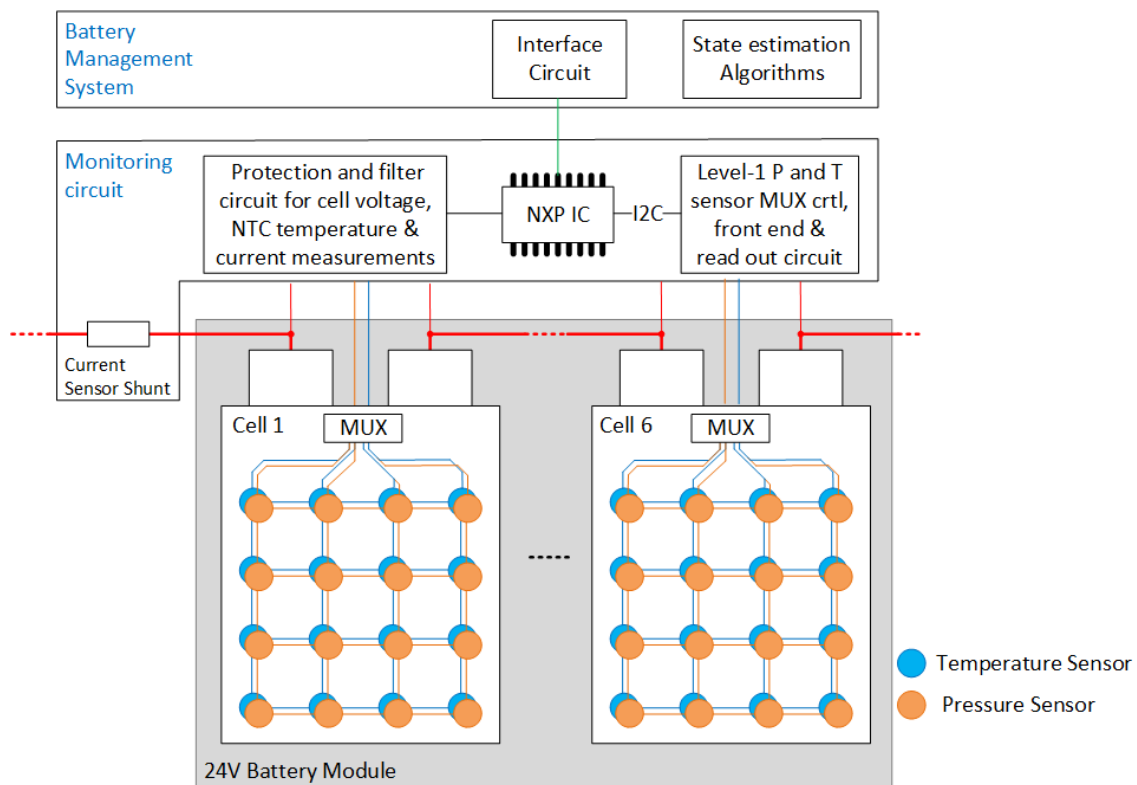 Battery
Management
System
Interface
Circuit
State estimation
Algorithms
Monitoring
circuit
Protection and filter
circuit for cell voltage,
NTC temperature &
current measurements
NXP IC
I2C
Level-1 P and T
sensor MUX crtl,
front end &
read out circuit
Current
Sensor Shunt
Cell 1
MUX
Cell 6
MUX
Temperature Sensor
Pressure Sensor
24V Battery Module